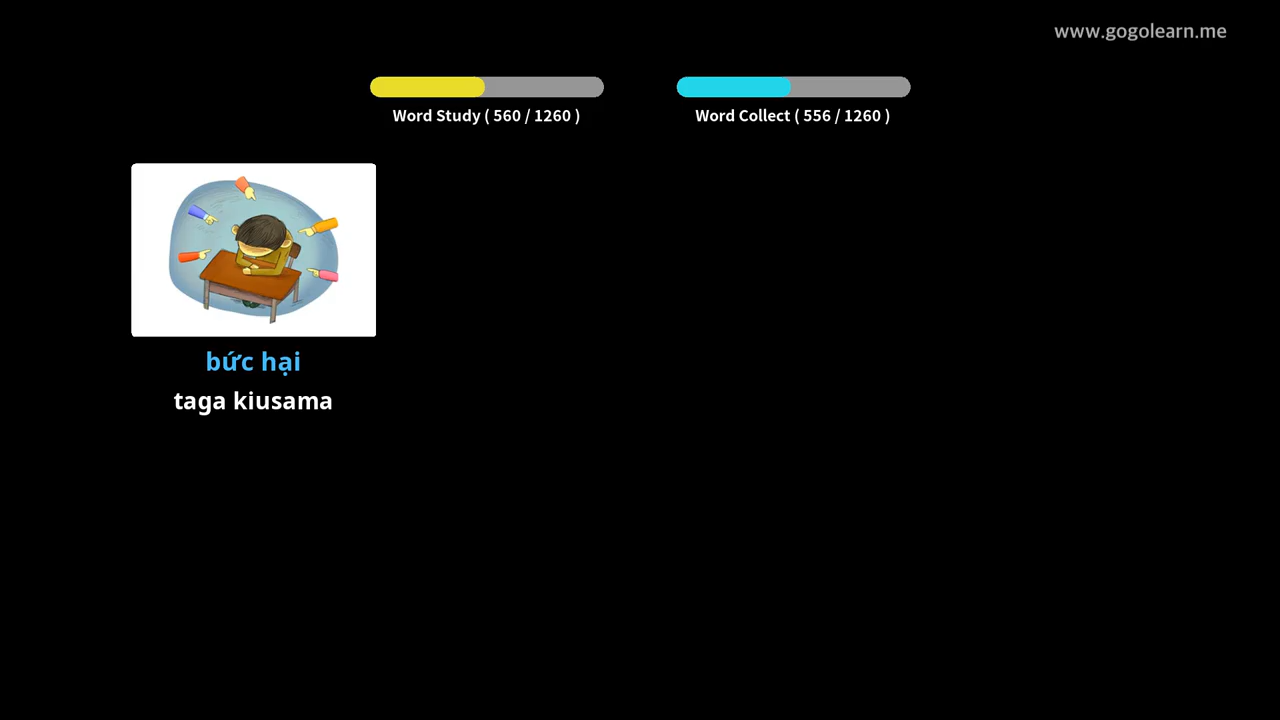 www.gogolearn.me
Word Study ( 560 / 1260 )
Word Collect ( 556 / 1260 )
bức hại
taga kiusama